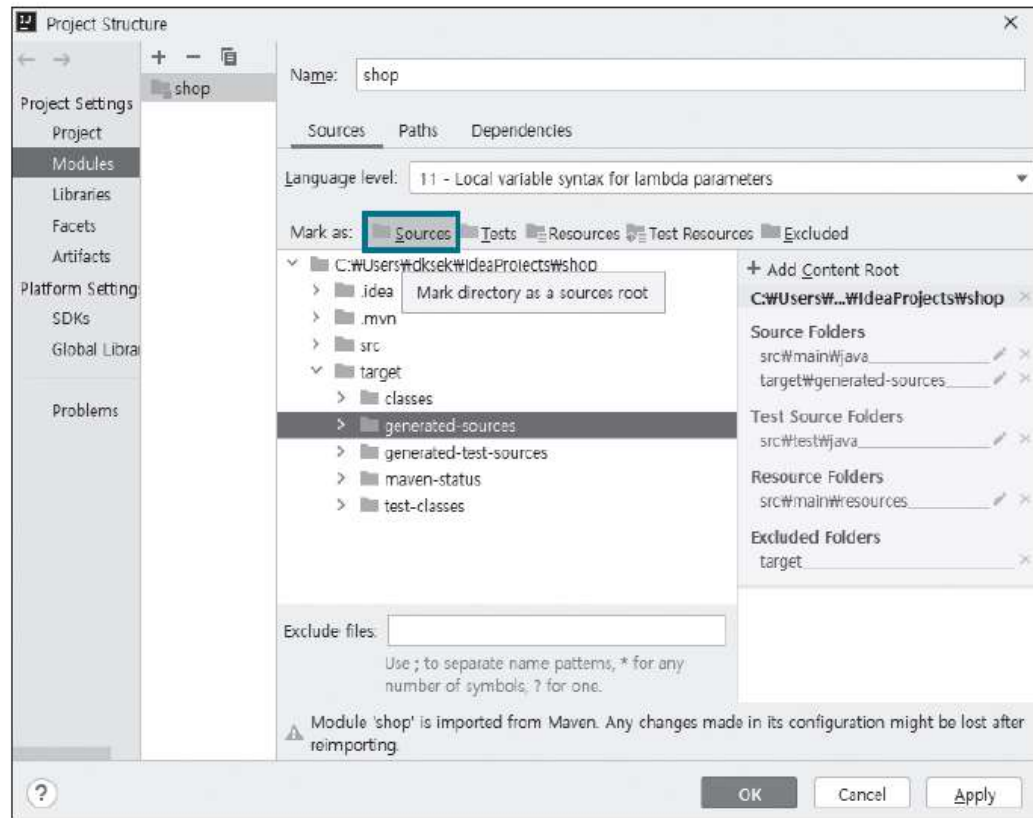 Project Structure
Project Settings
Project
Modules
Libraries
Facets
Artifacts
Platform Setting
SDKs
Global Librar
Problems
shop
Name: shop
Sources Paths Dependencies
Language level: 11 - Local variable syntax for lambda parameters
Mark as: Sources Tests Resources Test Resources Excluded
C:₩Users₩dksek₩IdeaProjects₩shop
.idea
Mark directory as a sources root
.mvn
src
target
classes
generated-sources
generated-test-sources
maven-status
test-classes
+ Add Content Root
C:₩Users₩...₩IdeaProjects₩shop
Source Folders
src₩main₩java
target₩generated-sources
Test Source Folders
src₩test₩java
Resource Folders
src₩main₩resources
Excluded Folders
target
Exclude files:
Use ; to separate name patterns, * for any
number of symbols, ? for one.
Module 'shop' is imported from Maven. Any changes made in its configuration might be lost after
reimporting.
? OK Cancel Apply